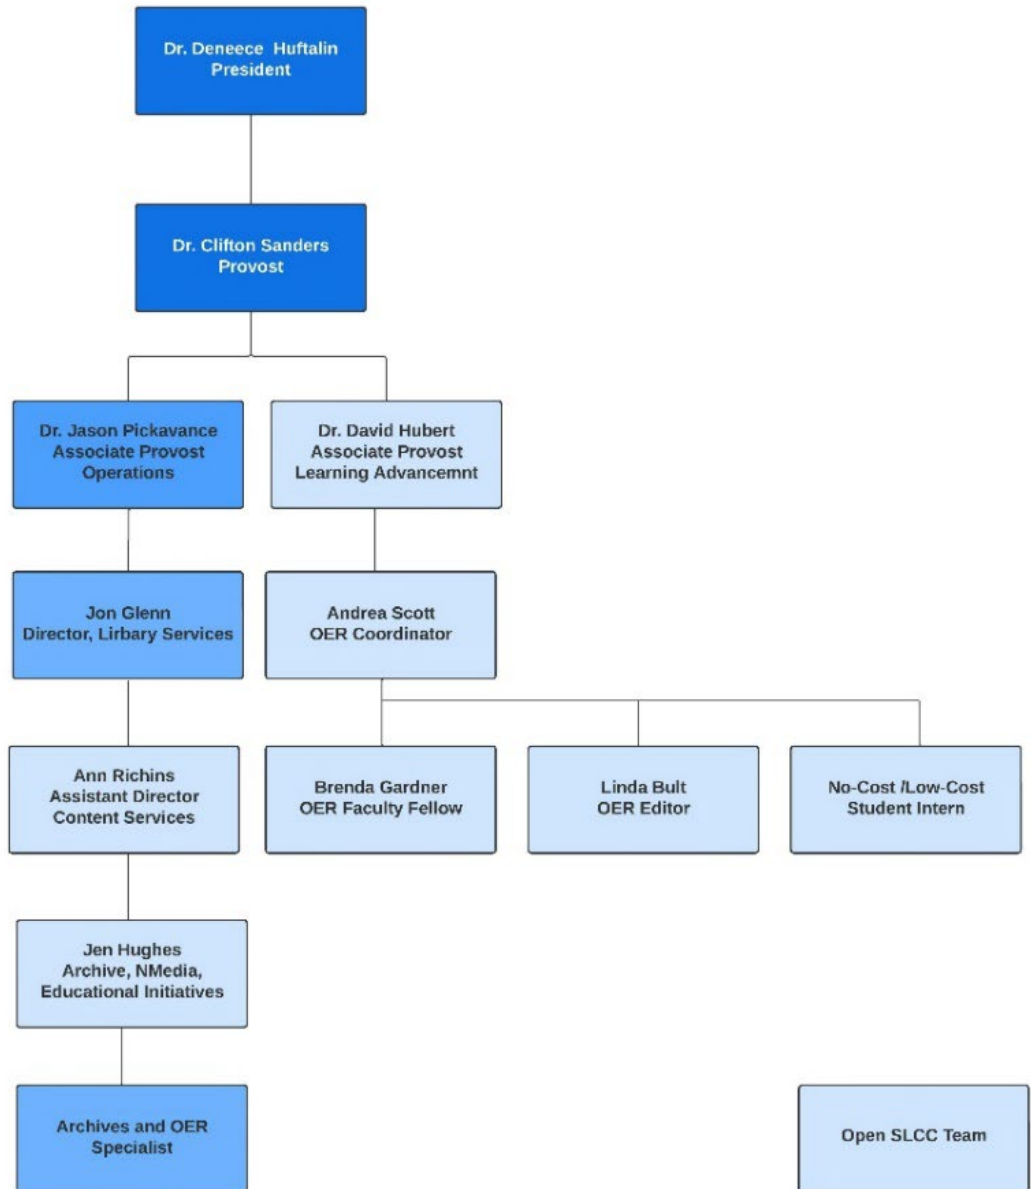 Dr. Deneece Huftalin
President
Dr. Clifton Sanders
Provost
Dr. Jason Pickavance
Associate Provost
Operations
Dr. David Hubert
Associate Provost
Learning Advancemnt
Jon Glenn
Director, Lirbary Services
Andrea Scott
OER Coordinator
Ann Richins
Assistant Director
Content Services
Brenda Gardner
OER Faculty Fellow
Linda Bult
OER Editor
No-Cost /Low-Cost
Student Intern
Jen Hughes
Archive, NMedia,
Educational Initiatives
Archives and OER
Specialist
Open SLCC Team